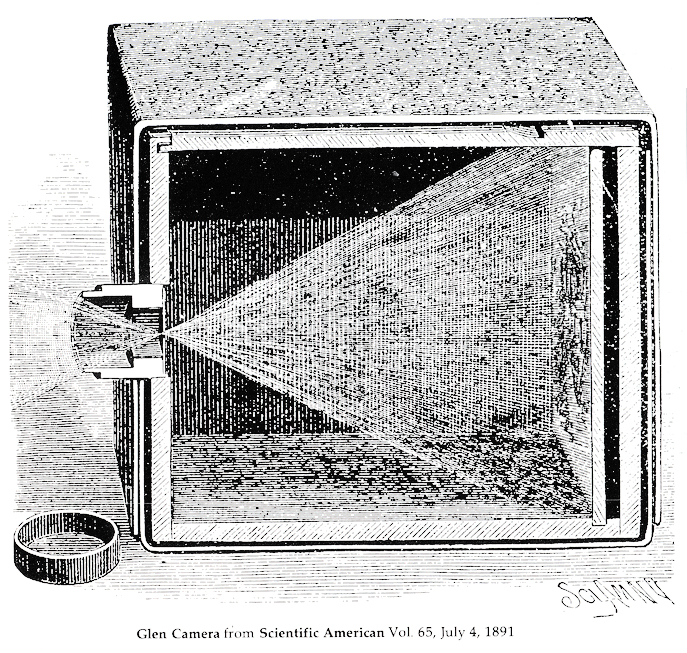 Glen Camera from Scientific American Vol. 65, July 4, 1891